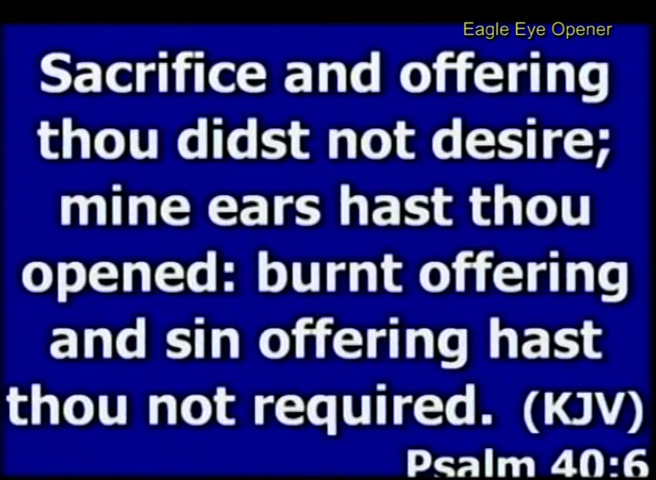 Eagle Eye Opener
Sacrifice and offering
thou didst not desire;
mine ears hast thou
opened: burnt offering
and sin offering hast
thou not required. (KJV)
Psalm 40:6